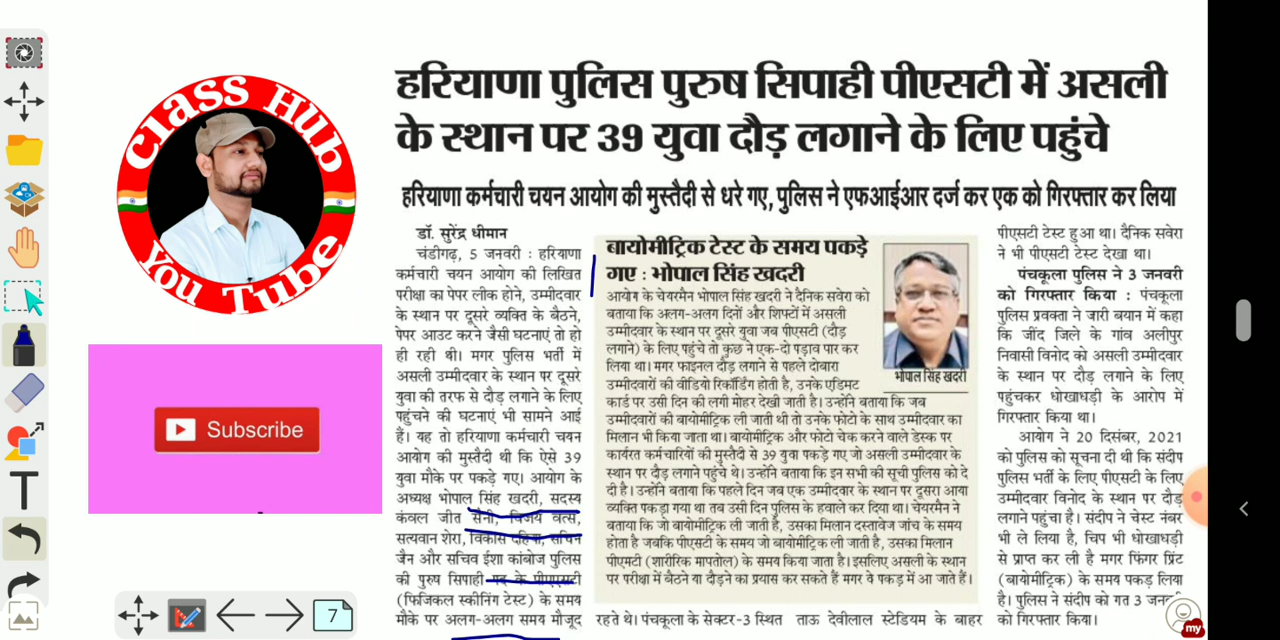 Class Hub
You Tube
Subscribe
हरियाणा पुलिस पुरुष सिपाही पीएसटी में असली
के स्थान पर 39 युवा दौड़ लगाने के लिए पहुंचे
हरियाणा कर्मचारी चयन आयोग की मुस्तैदी से धरे गए, पुलिस ने एफआईआर दर्ज कर एक को गिरफ्तार कर लिया
डॉ. सुरेंद्र धीमान
चंडीगढ़, 5 जनवरी : हरियाणा
कर्मचारी चयन आयोग की लिखित
परीक्षा का पेपर लीक होने, उम्मीदवार
के स्थान पर दूसरे व्यक्ति के बैठने,
पेपर आउट करने जैसी घटनाएं तो हो
ही रही थी। मगर पुलिस भर्ती में
असली उम्मीदवार के स्थान पर दूसरे
युवा की तरफ से दौड़ लगाने के लिए
पहुंचने की घटनाएं भी सामने आई
हैं। यह तो हरियाणा कर्मचारी चयन
आयोग की मुस्तैदी थी कि ऐसे 39
युवा मौके पर पकड़े गए। आयोग के
अध्यक्ष भोपाल सिंह खदरी, सदस्य
कंवल जीत सैनी, विजय वत्स,
सत्यवान शेरा, विकास दहिया, सचिन
जैन और सचिव ईशा कांबोज पुलिस
की पुरुष सिपाही पद के पीएसटी
(फिजिकल स्कीनिंग टेस्ट) के समय
मौके पर अलग-अलग समय मौजूद
बायोमीट्रिक टेस्ट के समय पकड़े
गए : भोपाल सिंह खदरी
आयोग के चेयरमैन भोपाल सिंह खदरी ने दैनिक सवेरा को
बताया कि अलग-अलग दिनों और शिफ्टों में असली
उम्मीदवार के स्थान पर दूसरे युवा जब पीएसटी (दौड़
लगाने) के लिए पहुंचे तो कुछ ने एक-दो पड़ाव पार कर
लिया था। मगर फाइनल दौड़ लगाने से पहले दोबारा
उम्मीदवारों की वीडियो रिकॉर्डिंग होती है, उनके एडिमट
कार्ड पर उसी दिन की लगी मोहर देखी जाती है। उन्होंने बताया कि जब
उम्मीदवारों की बायोमीट्रिक ली जाती थी तो उनके फोटो के साथ उम्मीदवार का
मिलान भी किया जाता था। बायोमीट्रिक और फोटो चेक करने वाले डेस्क पर
कार्यरत कर्मचारियों की मुस्तैदी से 39 युवा पकड़े गए जो असली उम्मीदवार के
स्थान पर दौड़ लगाने पहुंचे थे। उन्होंने बताया कि इन सभी की सूची पुलिस को दे
दी है। उन्होंने बताया कि पहले दिन जब एक उम्मीदवार के स्थान पर दूसरा आया
व्यक्ति पकड़ा गया था तब उसी दिन पुलिस के हवाले कर दिया था। चेयरमैन ने
बताया कि जो बायोमीट्रिक ली जाती है, उसका मिलान दस्तावेज जांच के समय
होता है जबकि पीएसटी के समय जो बायोमीट्रिक ली जाती है, उसका मिलान
पीएमटी (शारीरिक मापतोल) के समय किया जाता है। इसलिए असली के स्थान
पर परीक्षा में बैठने या दौड़ने का प्रयास कर सकते हैं मगर वे पकड़ में आ जाते हैं।
भोपाल सिंह खदरी
रहते थे। पंचकूला के सेक्टर-3 स्थित ताऊ देवीलाल स्टेडियम के बाहर
पीएसटी टेस्ट हुआ था। दैनिक सवेरा
ने भी पीएसटी टेस्ट देखा था।
पंचकूला पुलिस ने 3 जनवरी
को गिरफ्तार किया : पंचकूला
पुलिस प्रवक्ता ने जारी बयान में कहा
कि जींद जिले के गांव अलीपुर
निवासी विनोद को असली उम्मीदवार
के स्थान पर दौड़ लगाने के लिए
पहुंचकर धोखाधड़ी के आरोप में
गिरफ्तार किया था।
आयोग ने 20 दिसंबर, 2021
को पुलिस को सूचना दी थी कि संदीप
पुलिस भर्ती के लिए पीएसटी के लिए
उम्मीदवार विनोद के स्थान पर दौड़
लगाने पहुंचा है। संदीप ने चेस्ट नंबर
भी ले लिया है, चिप भी धोखाधड़ी
से प्राप्त कर ली है मगर फिंगर प्रिंट
(बायोमीट्रिक) के समय पकड़ लिया
है। पुलिस ने संदीप को गत 3
को गिरफ्तार किया।
T
7
my